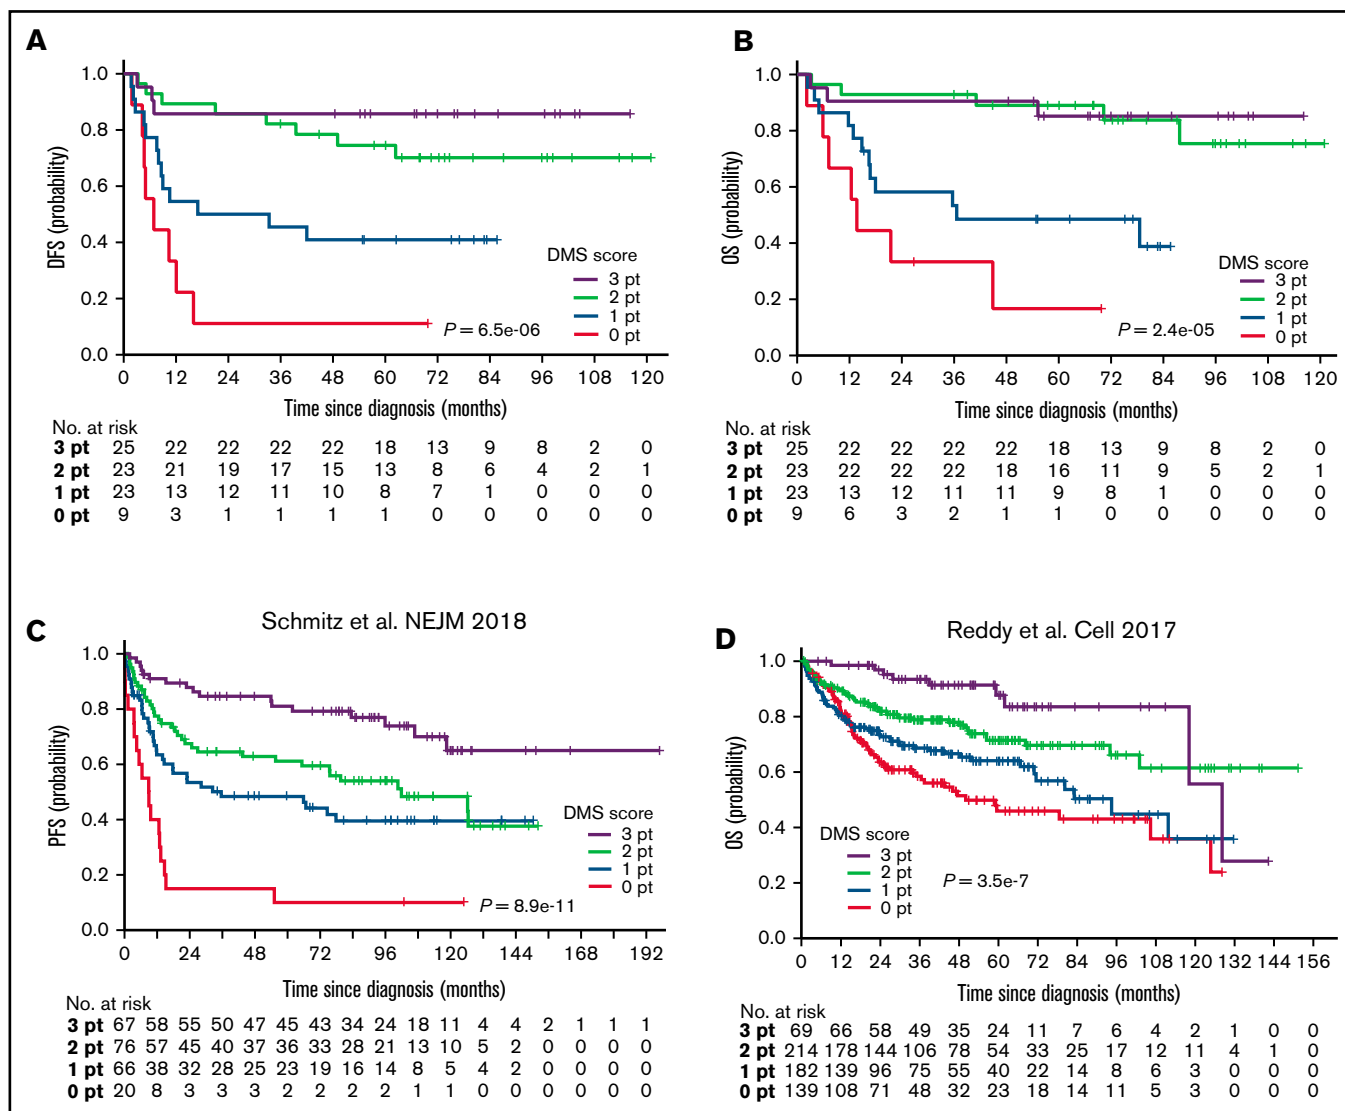 A
1.0
0.8
0.6
0.4
0.2
0.0
DFS (probability)
DMS score
3 pt
2 pt
1 pt
0 pt
P = 6.5e-06
0 12 24 36 48 60 72 84 96 108 120
Time since diagnosis (months)
No. at risk
3 pt 25 22 22 22 22 18 13 9 8 2 0
2 pt 23 21 19 17 15 13 8 6 4 2 1
1 pt 23 13 12 11 10 8 7 1 0 0 0
0 pt 9 3 1 1 1 1 0 0 0 0 0
B
1.0
0.8
0.6
0.4
0.2
0.0
OS (probability)
DMS score
3 pt
2 pt
1 pt
0 pt
P = 2.4e-05
0 12 24 36 48 60 72 84 96 108 120
Time since diagnosis (months)
No. at risk
3 pt 25 22 22 22 22 18 13 9 8 2 0
2 pt 23 22 22 22 18 16 11 9 5 2 1
1 pt 23 13 12 11 11 9 8 1 0 0 0
0 pt 9 6 3 2 1 1 0 0 0 0 0
C
Schmitz et al. NEJM 2018
1.0
0.8
0.6
0.4
0.2
0.0
PFS (probability)
DMS score
3 pt
2 pt
1 pt
0 pt
P = 8.9e-11
0 24 48 72 96 120 144 168 192
Time since diagnosis (months)
No. at risk
3 pt 67 58 55 50 47 45 43 34 24 18 11 4 4 2 1 1 1
2 pt 76 57 45 40 37 36 33 28 21 13 10 5 2 0 0 0 0
1 pt 66 38 32 28 25 23 19 16 14 8 5 4 2 0 0 0 0
0 pt 20 8 3 3 3 2 2 2 2 1 1 0 0 0 0 0 0
D
Reddy et al. Cell 2017
1.0
0.8
0.6
0.4
0.2
0.0
OS (probability)
DMS score
3 pt
2 pt
1 pt
0 pt
P = 3.5e-7
0 12 24 36 48 60 72 84 96 108 120 132 144 156
Time since diagnosis (months)
No. at risk
3 pt 69 66 58 49 35 24 11 7 6 4 2 1 0 0
2 pt 214 178 144 106 78 54 33 25 17 12 11 4 1 0
1 pt 182 139 96 75 55 40 22 14 8 6 3 0 0 0
0 pt 139 108 71 48 32 23 18 14 11 5 3 0 0 0